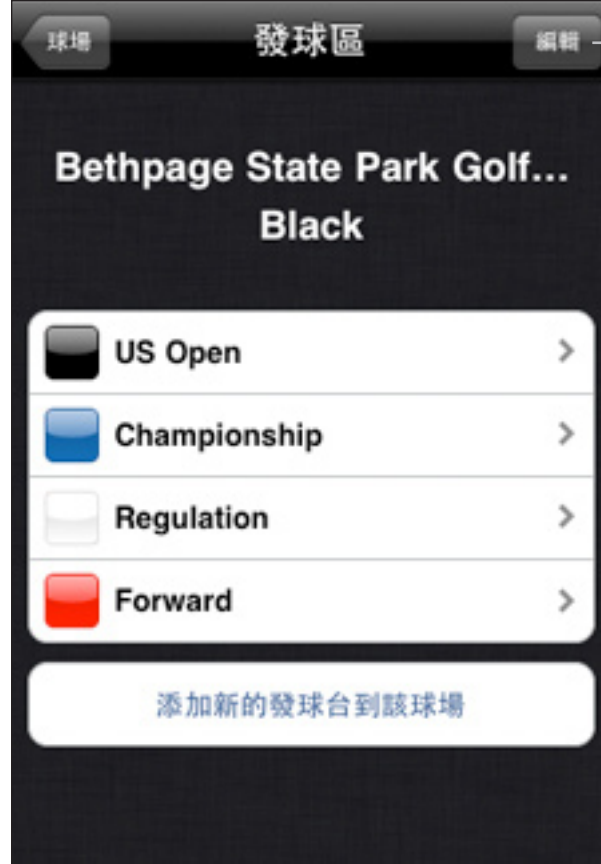 球場 發球區 編輯
Bethpage State Park Golf...
Black
US Open
Championship
Regulation
Forward
添加新的發球台到該球場